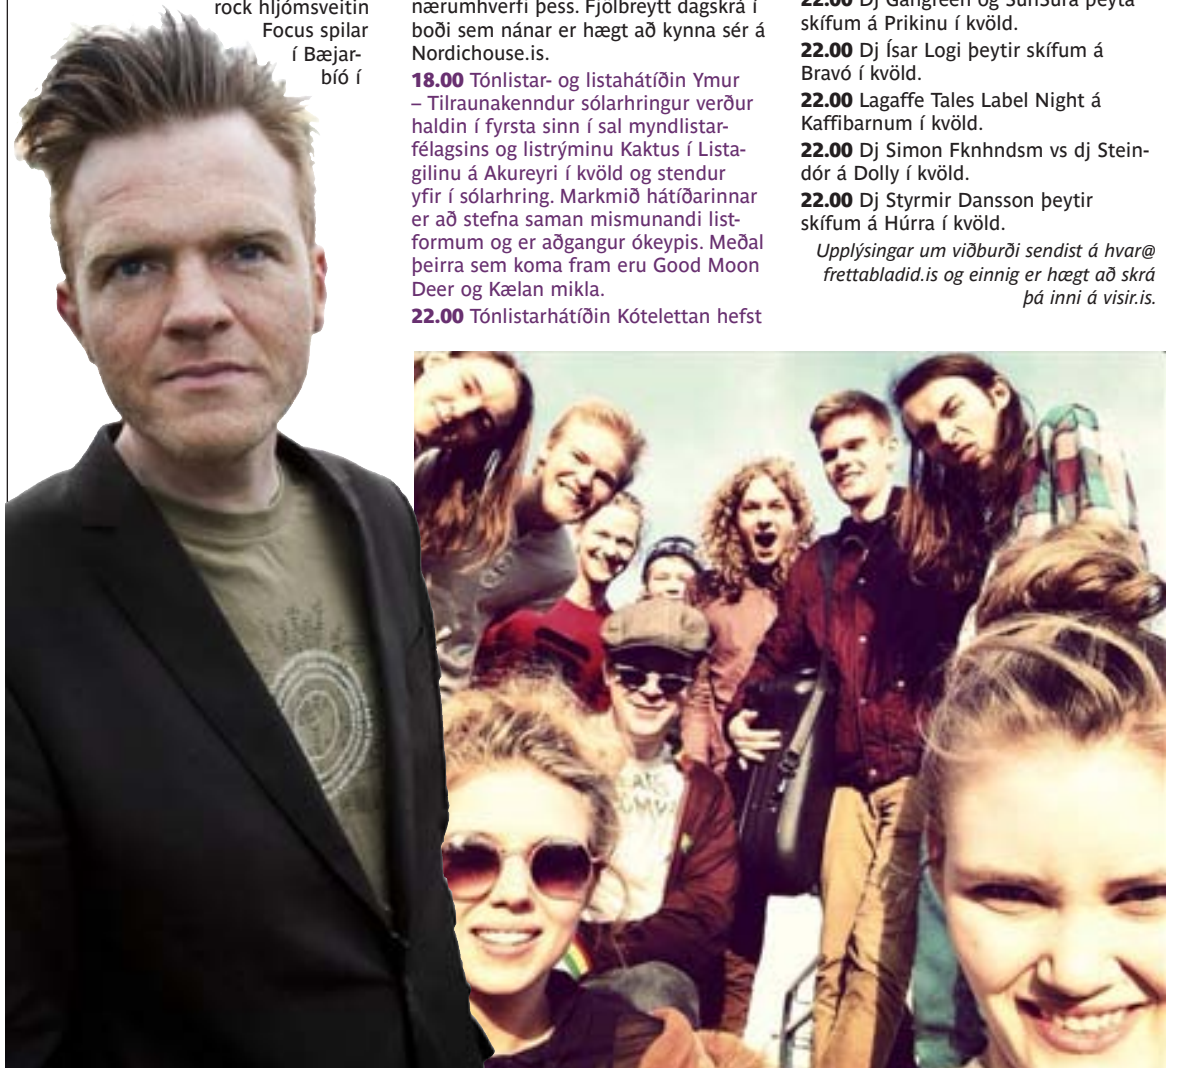 rock hljómsveitin
Focus spilar
í Bæjar-
bíó í
nærumhverfi þess. Fjölbreytt dagskrá í
boði sem nánar er hægt að kynna sér á
Nordichouse.is.
18.00 Tónlistar- og listahátíðin Ymur
– Tilraunakenndur sólarhringur verður
haldin í fyrsta sinn í sal myndlistar-
félagsins og listrýminu Kaktus í Lista-
gilinu á Akureyri í kvöld og stendur
yfir í sólarhring. Markmið hátíðarinnar
er að stefna saman mismunandi list-
formum og er aðgangur ókeypis. Meðal
þeirra sem koma fram eru Good Moon
Deer og Kælan mikla.
22.00 Tónlistarhátíðin Kótelettan hefst
22.00 Dj Gangreen og SunSura þeyta
skífum á Prikinu í kvöld.
22.00 Dj Ísar Logi þeytir skífum á
Bravó í kvöld.
22.00 Lagaffe Tales Label Night á
Kaffibarnum í kvöld.
22.00 Dj Simon Fknhndsm vs dj Stein-
dór á Dolly í kvöld.
22.00 Dj Styrmir Dansson þeytir
skífum á Húrra í kvöld.
Upplýsingar um viðburði sendist á hvar@
frettabladid.is og einnig er hægt að skrá
þá inni á visir.is.